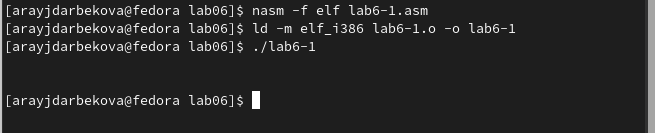 [arayjdarbekova@fedora lab06]$ nasm -f elf lab6-1.asm
[arayjdarbekova@fedora lab06]$ ld -m elf_i386 lab6-1.o -o lab6-1
[arayjdarbekova@fedora lab06]$ ./lab6-1
[arayjdarbekova@fedora lab06]$